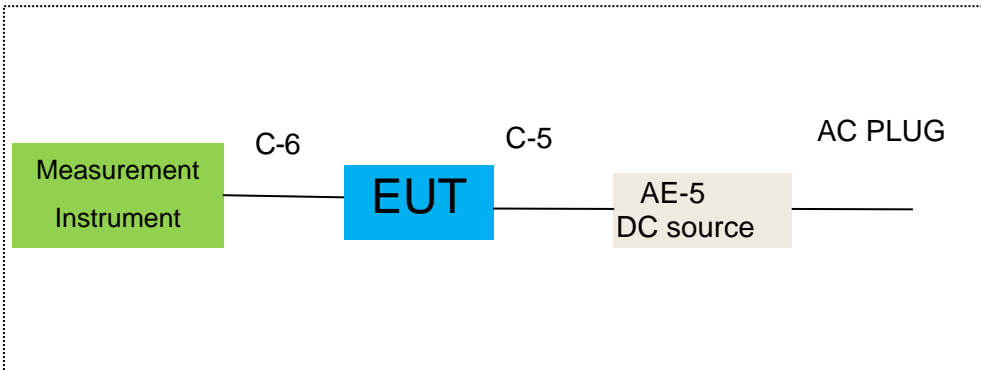 AC PLUG
C-5
C-6
Measurement
Instrument
EUT
AE-5
DC source